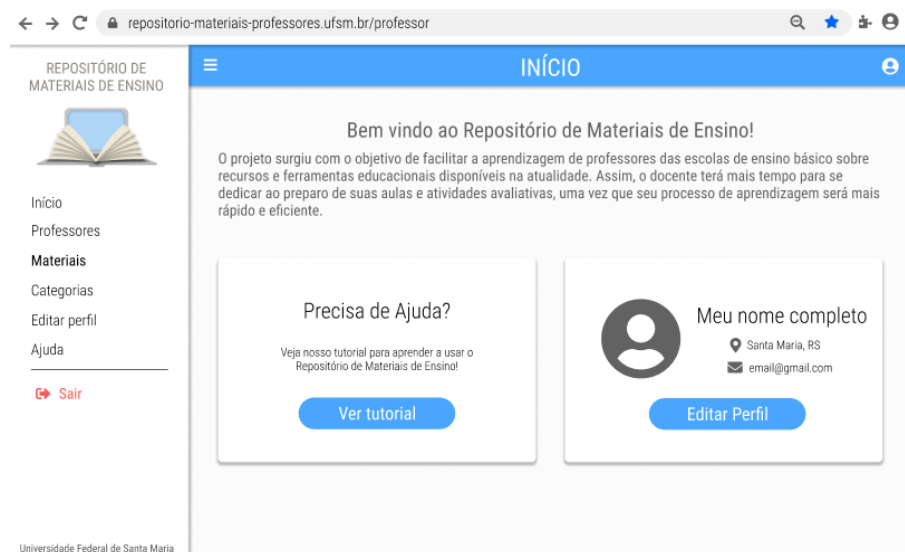 repositorio-materiais-professores.ufsm.br/professor
REPOSITÓRIO DE
MATERIAIS DE ENSINO
Início
Professores
Materiais
Categorias
Editar perfil
Ajuda
Sair
Universidade Federal de Santa Maria
INÍCIO
Bem vindo ao Repositório de Materiais de Ensino!
O projeto surgiu com o objetivo de facilitar a aprendizagem de professores das escolas de ensino básico sobre
recursos e ferramentas educacionais disponíveis na atualidade. Assim, o docente terá mais tempo para se
dedicar ao preparo de suas aulas e atividades avaliativas, uma vez que seu processo de aprendizagem será mais
rápido e eficiente.
Precisa de Ajuda?
Veja nosso tutorial para aprender a usar o
Repositório de Materiais de Ensino!
Ver tutorial
Meu nome completo
Santa Maria, RS
email@gmail.com
Editar Perfil